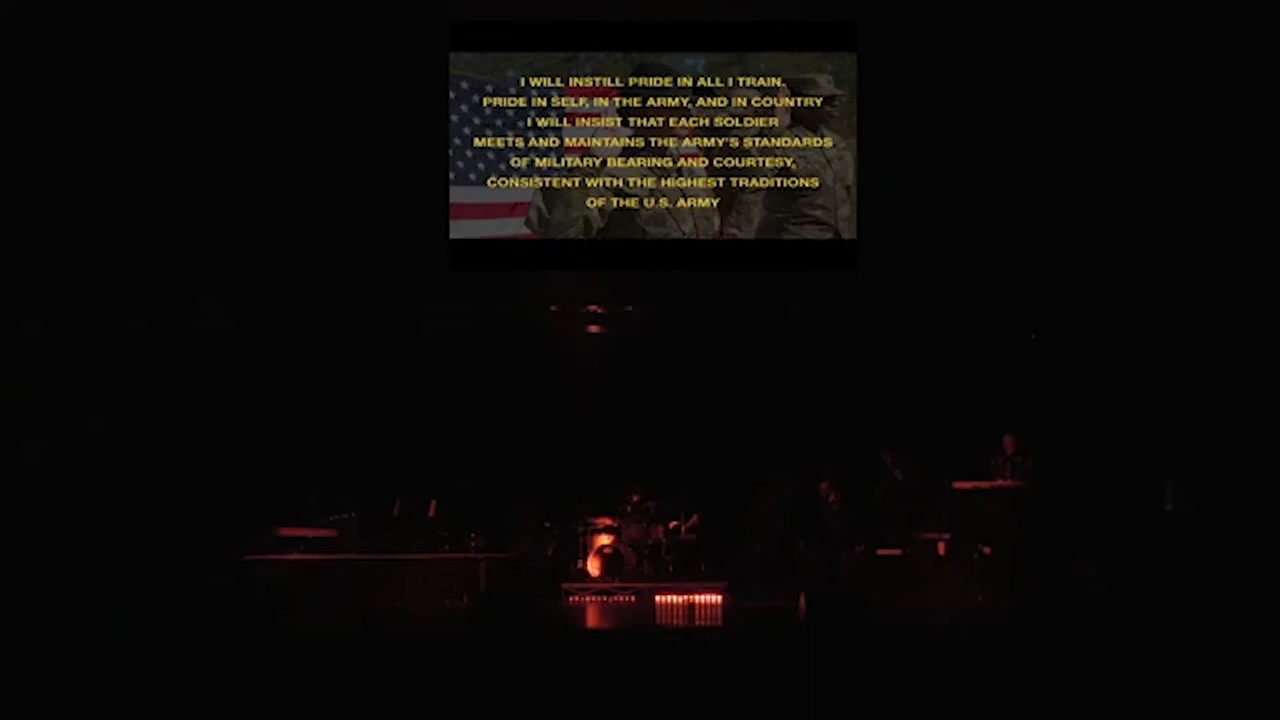 I WILL INSTILL PRIDE IN ALL I TRAIN.
PRIDE IN SELF, IN THE ARMY, AND IN COUNTRY
I WILL INSIST THAT EACH SOLDIER
MEETS AND MAINTAINS THE ARMY'S STANDARDS
OF MILITARY BEARING AND COURTESY,
CONSISTENT WITH THE HIGHEST TRADITIONS
OF THE U.S. ARMY